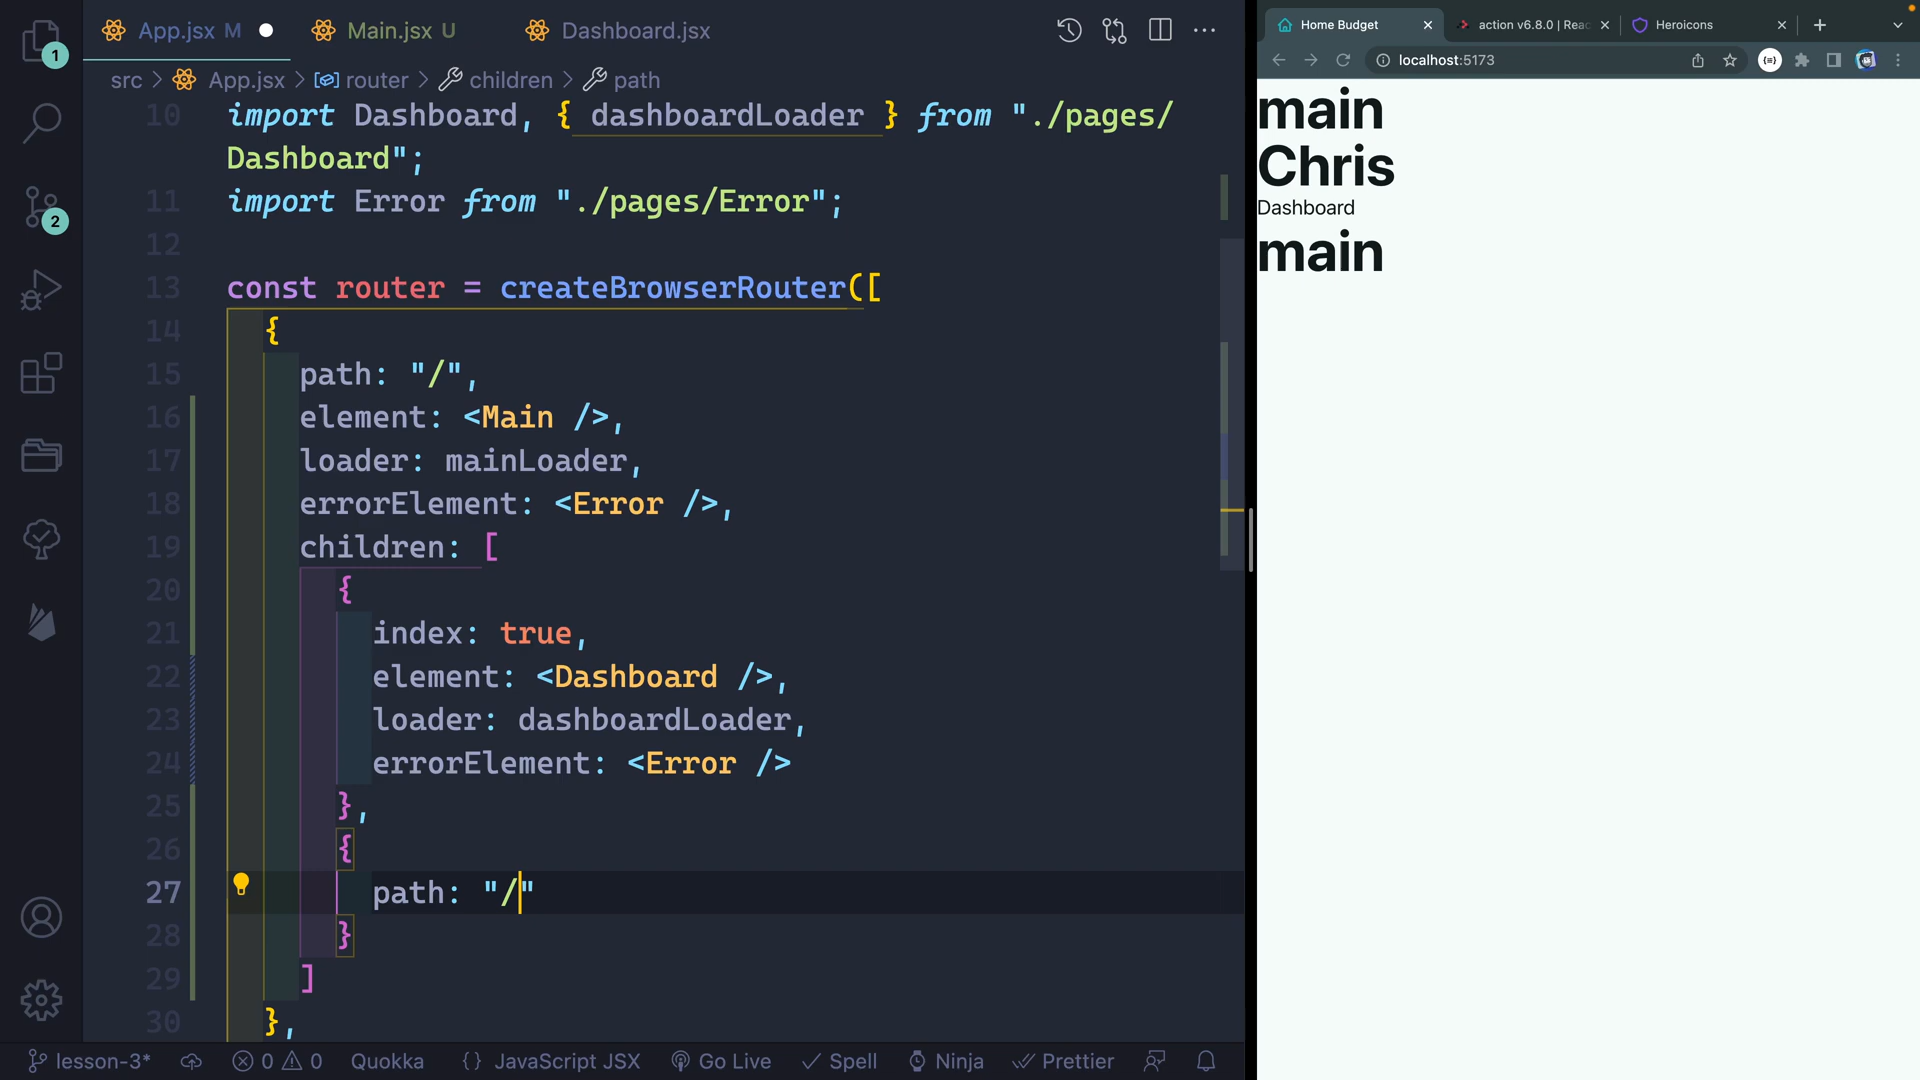 App.jsx M
Main.jsx U
Dashboard.jsx
src > App.jsx > router > children > path
10 import Dashboard, { dashboardLoader } from "./pages/
Dashboard";
11 import Error from "./pages/Error";
12
13 const router = createBrowserRouter([
14 {
15 path: "/",
16 element: <Main />,
17 loader: mainLoader,
18 errorElement: <Error />,
19 children: [
20 {
21 index: true,
22 element: <Dashboard />,
23 loader: dashboardLoader,
24 errorElement: <Error />
25 },
26 {
27 path: "/"
28 }
29 ]
30 },
1
2
lesson-3*
0 0
Quokka
{} JavaScript JSX
Go Live
Spell
Ninja
Prettier
Home Budget
action v6.8.0 | Reac
Heroicons
localhost:5173
main
Chris
Dashboard
main